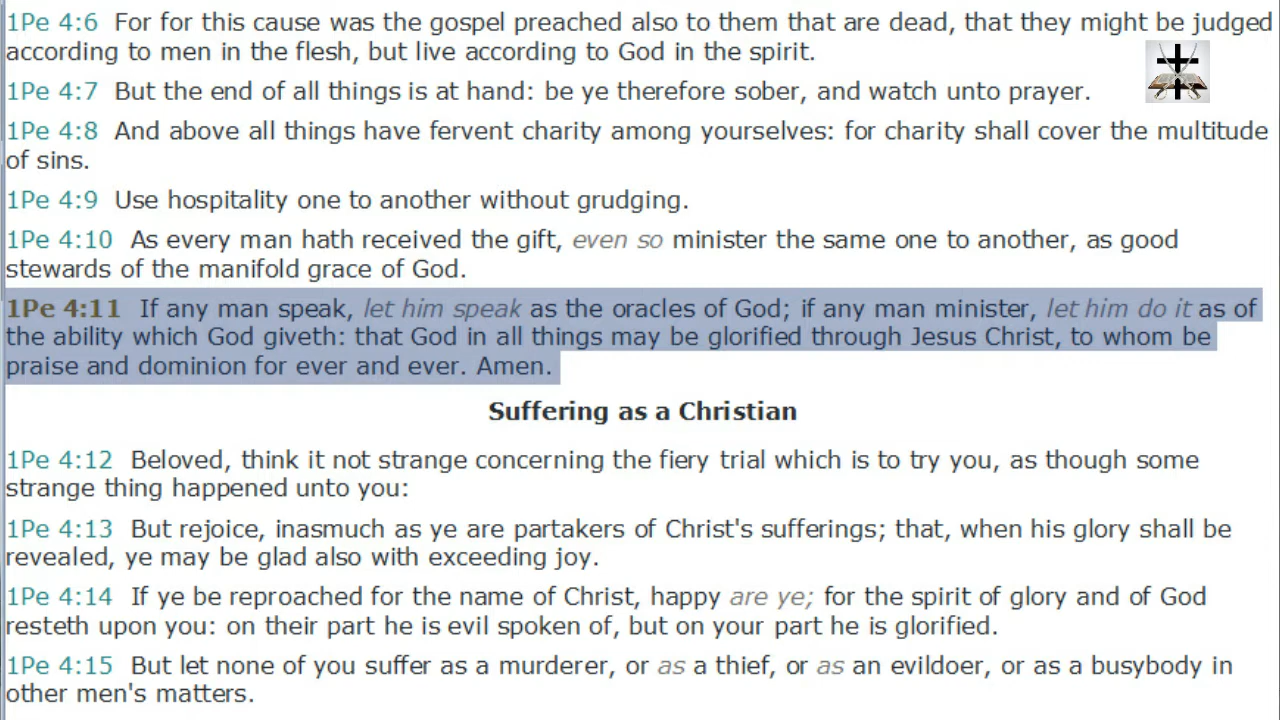 1Pe 4:6 For for this cause was the gospel preached also to them that are dead, that they might be judged
according to men in the flesh, but live according to God in the spirit.
1Pe 4:7 But the end of all things is at hand: be ye therefore sober, and watch unto prayer.
1Pe 4:8 And above all things have fervent charity among yourselves: for charity shall cover the multitude
of sins.
1Pe 4:9 Use hospitality one to another without grudging.
1Pe 4:10 As every man hath received the gift, even so minister the same one to another, as good
stewards of the manifold grace of God.
1Pe 4:11 If any man speak, let him speak as the oracles of God; if any man minister, let him do it as of
the ability which God giveth: that God in all things may be glorified through Jesus Christ, to whom be
praise and dominion for ever and ever. Amen.
Suffering as a Christian
1Pe 4:12 Beloved, think it not strange concerning the fiery trial which is to try you, as though some
strange thing happened unto you:
1Pe 4:13 But rejoice, inasmuch as ye are partakers of Christ's sufferings; that, when his glory shall be
revealed, ye may be glad also with exceeding joy.
1Pe 4:14 If ye be reproached for the name of Christ, happy are ye; for the spirit of glory and of God
resteth upon you: on their part he is evil spoken of, but on your part he is glorified.
1Pe 4:15 But let none of you suffer as a murderer, or as a thief, or as an evildoer, or as a busybody in
other men's matters.